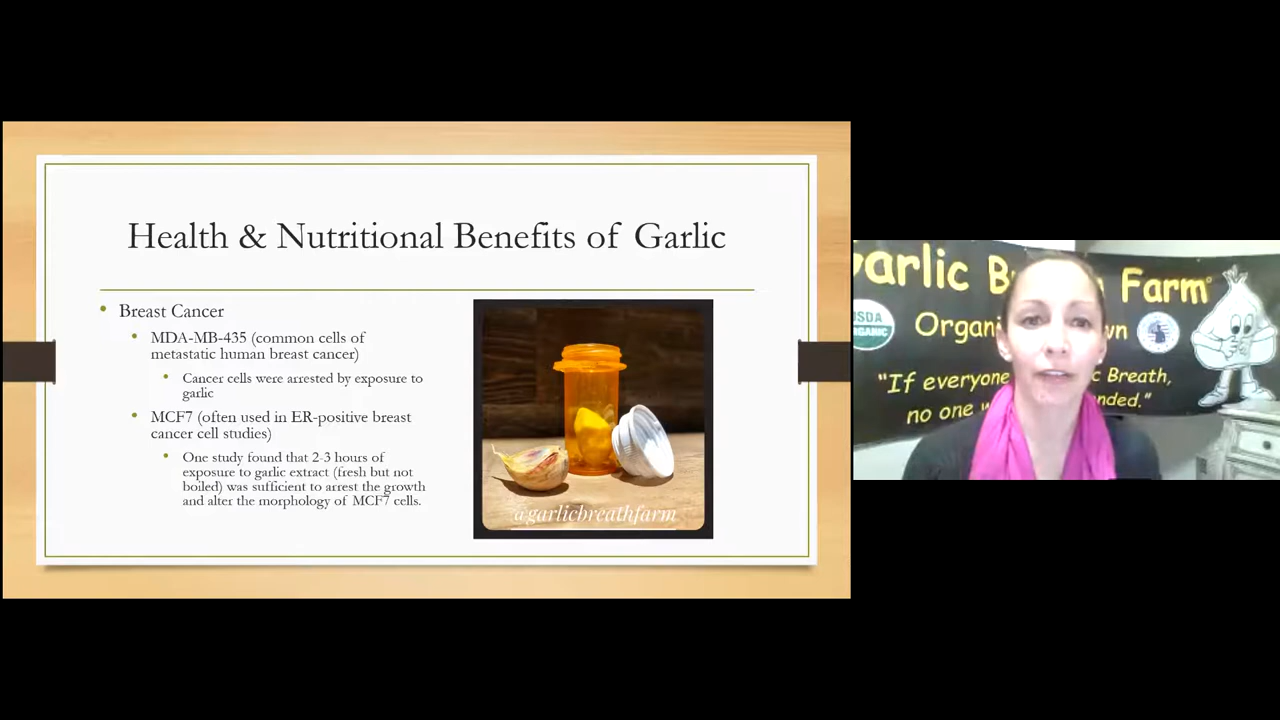 Health & Nutritional Benefits of Garlic
• Breast Cancer
• MDA-MB-435 (common cells of
metastatic human breast cancer)
• Cancer cells were arrested by exposure to
garlic
• MCF7 (often used in ER-positive breast
cancer cell studies)
• One study found that 2-3 hours of
exposure to garlic extract (fresh but not
boiled) was sufficient to arrest the growth
and alter the morphology of MCF7 cells.
@garlicbreathfarm
Garlic B Farm
USDA
ORGANIC
Organi wn
"If everyone c Breath,
no one w nded."